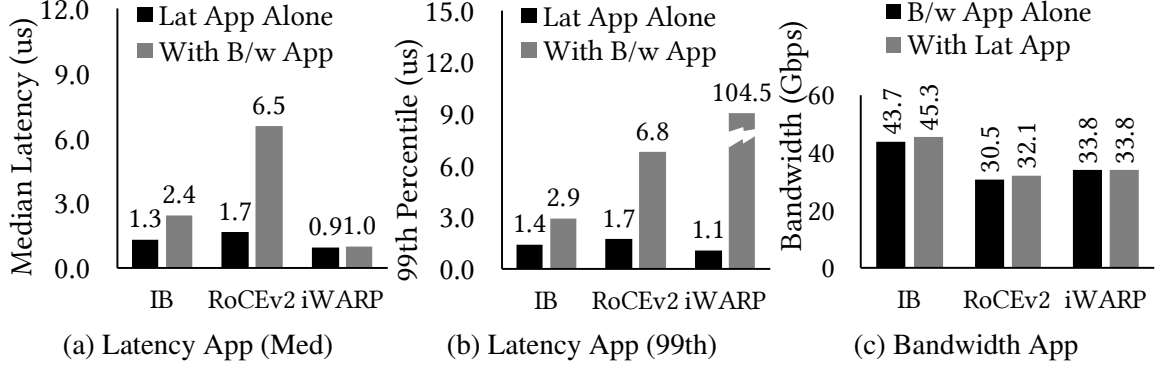 Median Latency (us)
12.0
9.0
6.0
3.0
0.0
Lat App Alone
With B/w App
1.3
2.4
1.7
6.5
0.9
1.0
IB RoCEv2 iWARP
(a) Latency App (Med)
99th Percentile (us)
15.0
12.0
9.0
6.0
3.0
0.0
Lat App Alone
With B/w App
1.4
2.9
1.7
6.8
1.1
104.5
IB RoCEv2 iWARP
(b) Latency App (99th)
Bandwidth (Gbps)
60
40
20
0
B/w App Alone
With Lat App
43.7
45.3
30.5
32.1
33.8
33.8
IB RoCEv2 iWARP
(c) Bandwidth App